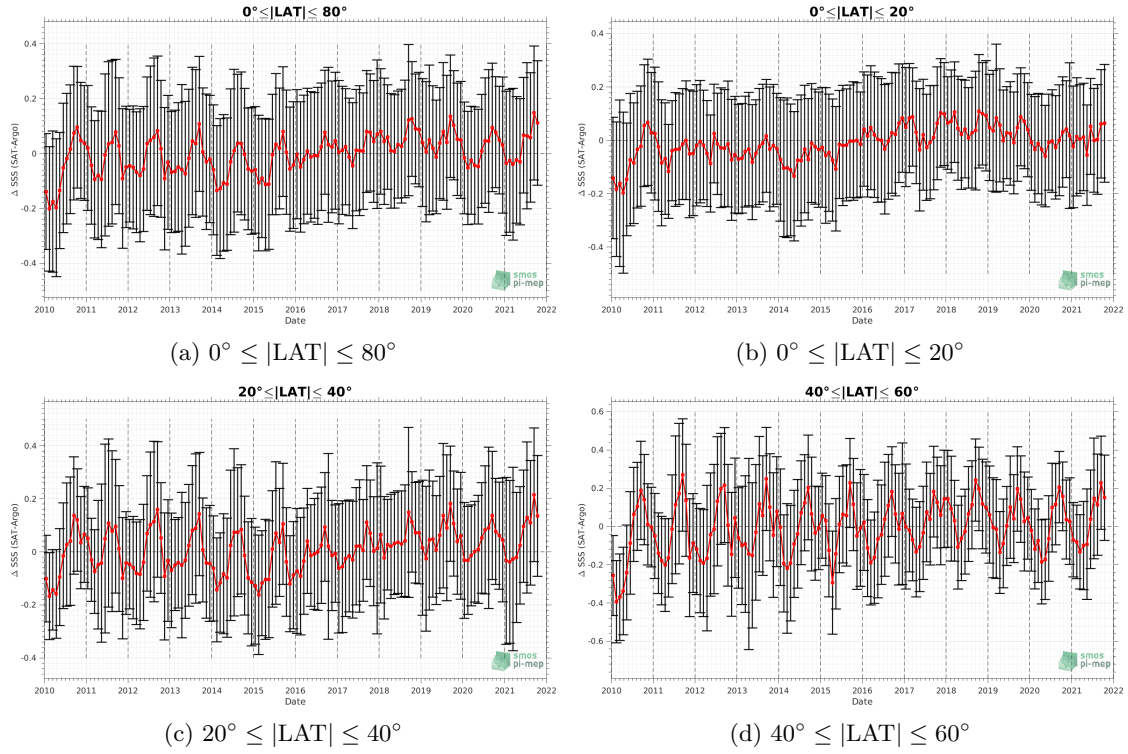 0°≤|LAT|≤ 80°
0.4
0.2
0
-0.2
-0.4
Δ SSS (SAT-Argo)
2010 2011 2012 2013 2014 2015 2016 2017 2018 2019 2020 2021 2022
Date
smos
pi-mep
(a) 0° ≤ |LAT| ≤ 80°
0°≤|LAT|≤ 20°
0.4
0.2
0
-0.2
-0.4
Δ SSS (SAT-Argo)
2010 2011 2012 2013 2014 2015 2016 2017 2018 2019 2020 2021 2022
Date
smos
pi-mep
(b) 0° ≤ |LAT| ≤ 20°
20°≤|LAT|≤ 40°
0.4
0.2
0
-0.2
-0.4
Δ SSS (SAT-Argo)
2010 2011 2012 2013 2014 2015 2016 2017 2018 2019 2020 2021 2022
Date
smos
pi-mep
(c) 20° ≤ |LAT| ≤ 40°
40°≤|LAT|≤ 60°
0.6
0.4
0.2
0
-0.2
-0.4
-0.6
Δ SSS (SAT-Argo)
2010 2011 2012 2013 2014 2015 2016 2017 2018 2019 2020 2021 2022
Date
smos
pi-mep
(d) 40° ≤ |LAT| ≤ 60°